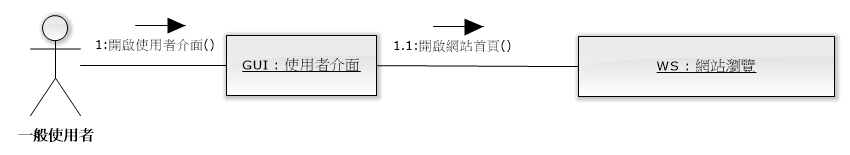 1:開啟使用者介面()
1.1:開啟網站首頁()
GUI : 使用者介面
WS : 網站瀏覽
一般使用者